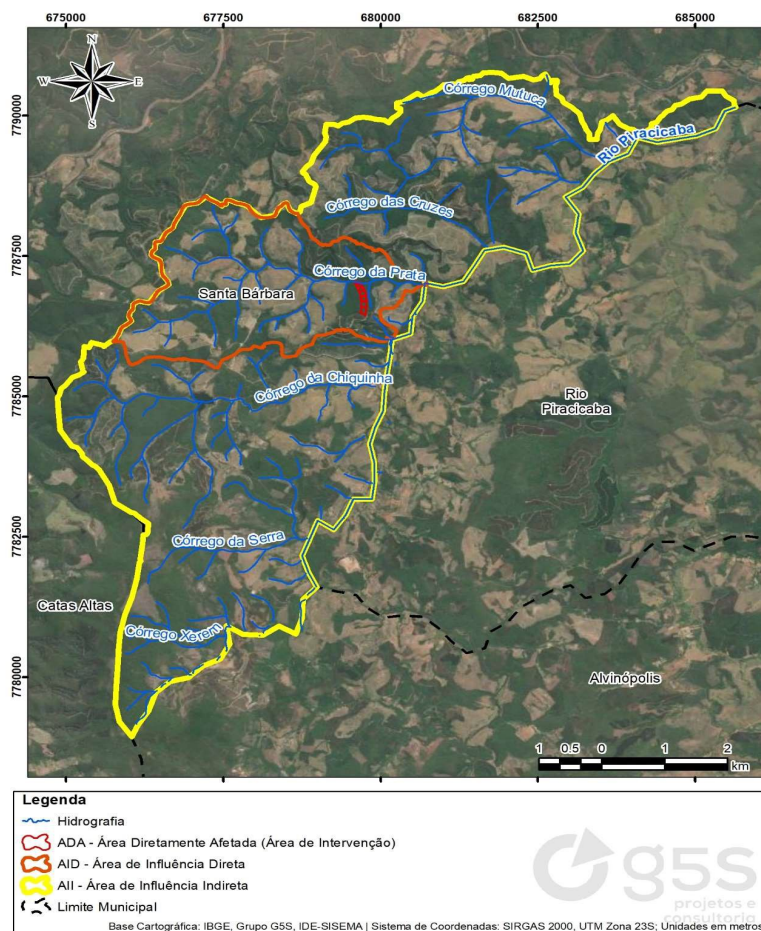 675000 677500 680000 682500 685000
N
W E
S
7790000
7787500
7785000
7782500
7780000
Córrego Mutuca
Rio Piracicaba
Córrego das Cruzes
Córrego da Prata
Santa Bárbara
Córrego da Chiquinha
Rio
Piracicaba
Córrego da Serra
Catas Altas
Córrego Xerem
Alvinópolis
1 0.5 0 1 2
km
Legenda
Hidrografia
ADA - Área Diretamente Afetada (Área de Intervenção)
AID - Área de Influência Direta
AII - Área de Influência Indireta
Limite Municipal
g5S
projetos e
consultoria
Base Cartográfica: IBGE, Grupo G5S, IDE-SISEMA | Sistema de Coordenadas: SIRGAS 2000, UTM Zona 23S; Unidades em metros